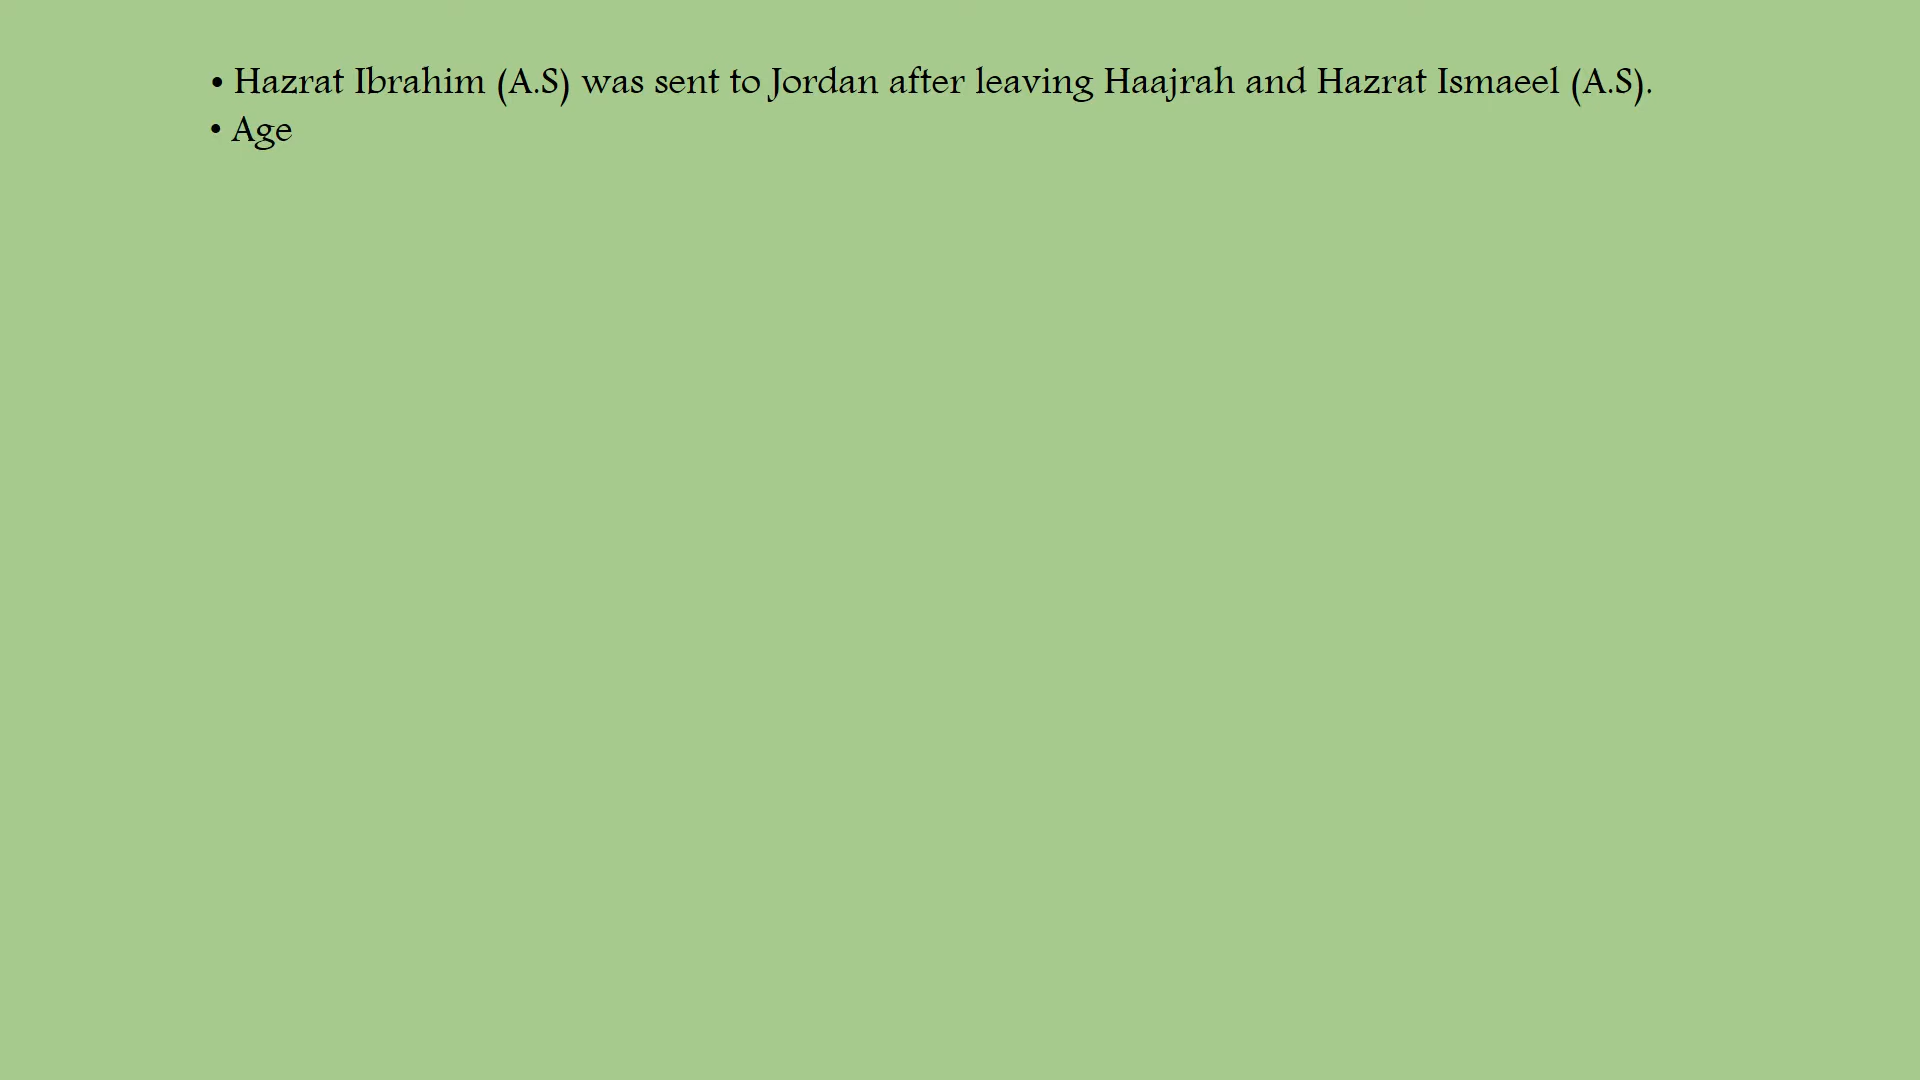 • Hazrat Ibrahim (A.S) was sent to Jordan after leaving Haajrah and Hazrat Ismaeel (A.S).
• Age